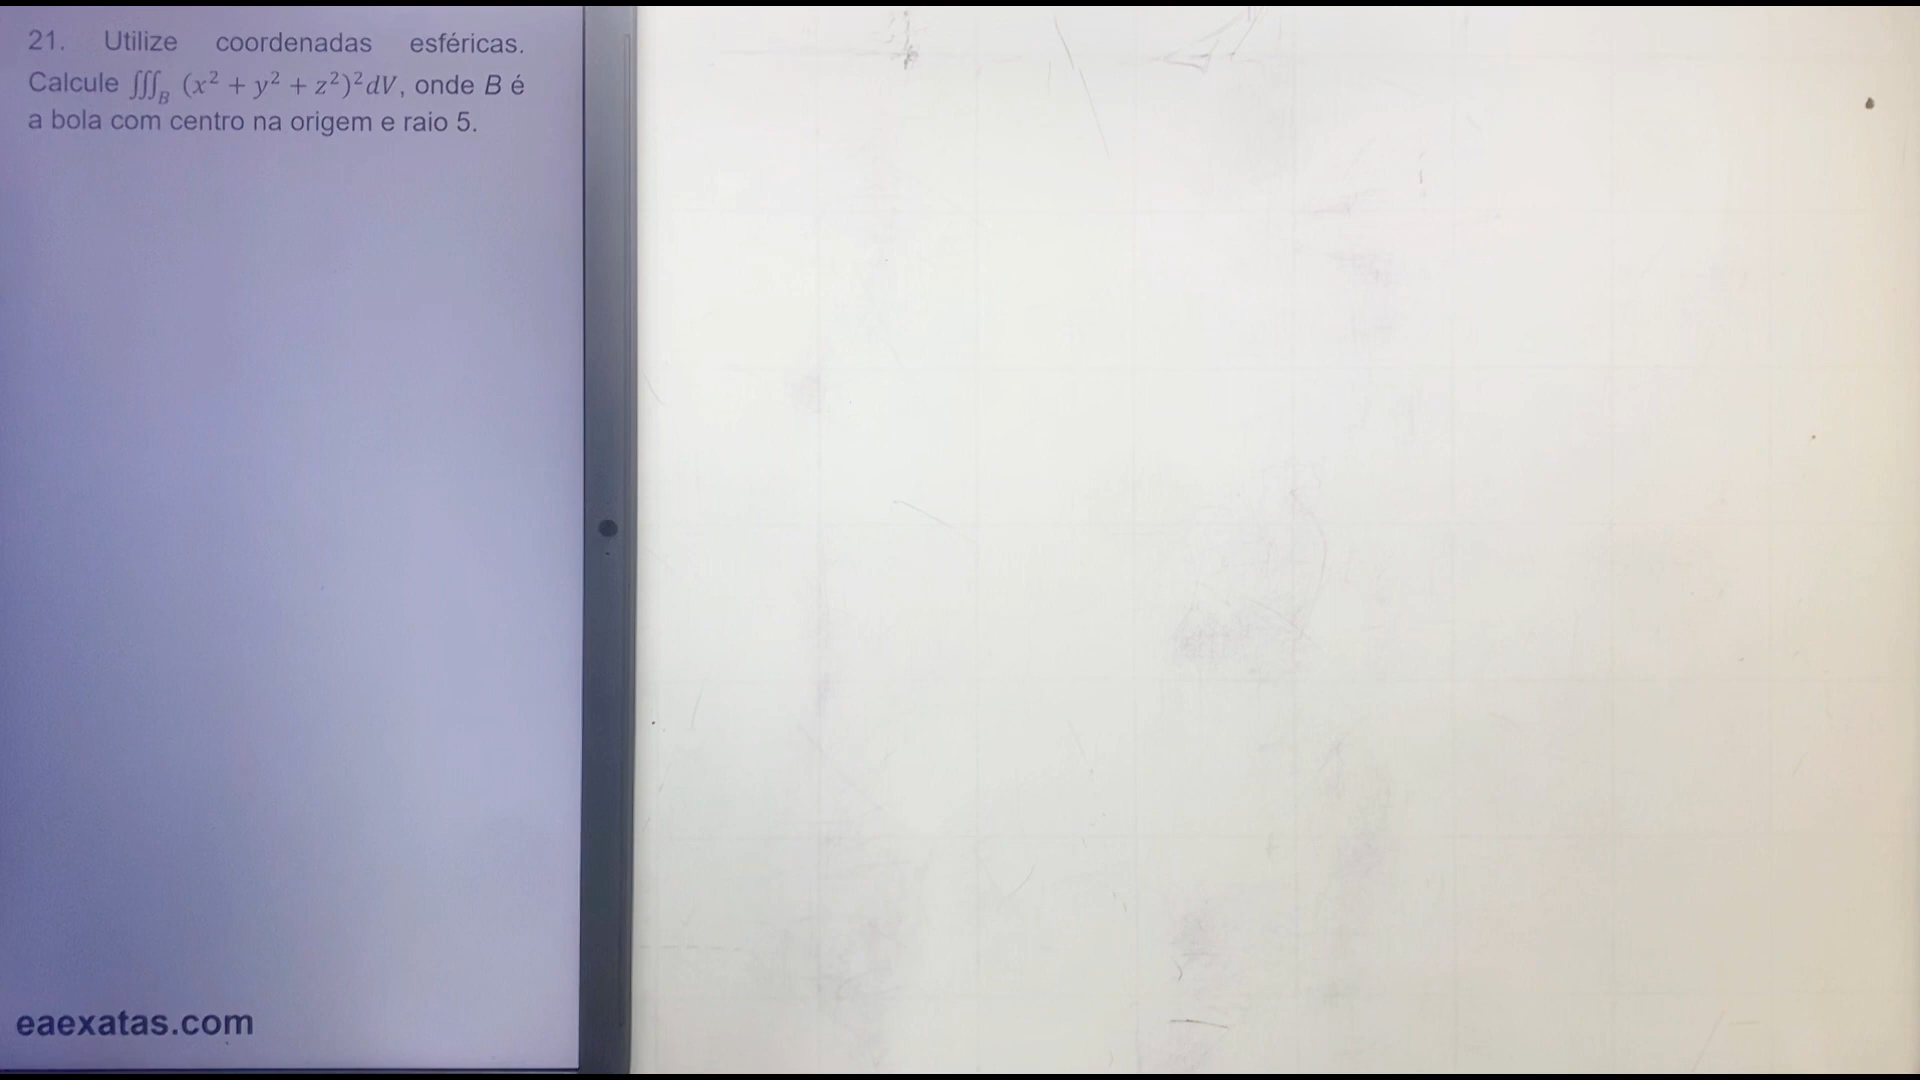 21. Utilize coordenadas esféricas.
Calcule ∭_B (x² + y² + z²)² dV, onde B é
a bola com centro na origem e raio 5.
eaexatas.com